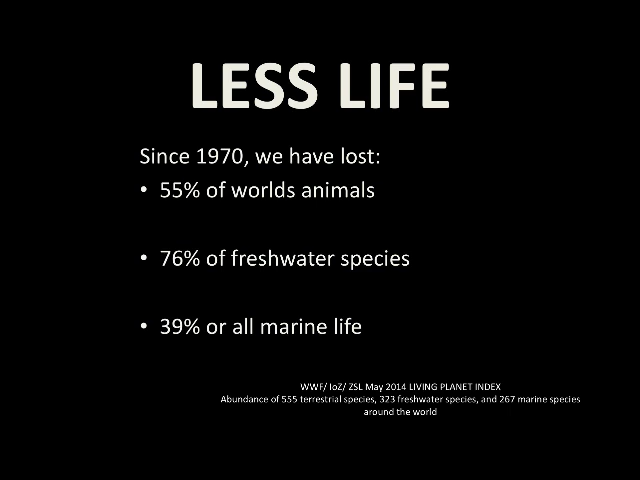 LESS LIFE
Since 1970, we have lost:
• 55% of worlds animals
• 76% of freshwater species
• 39% or all marine life
WWF/ IoZ/ ZSL May 2014 LIVING PLANET INDEX
Abundance of 555 terrestrial species, 323 freshwater species, and 267 marine species
around the world